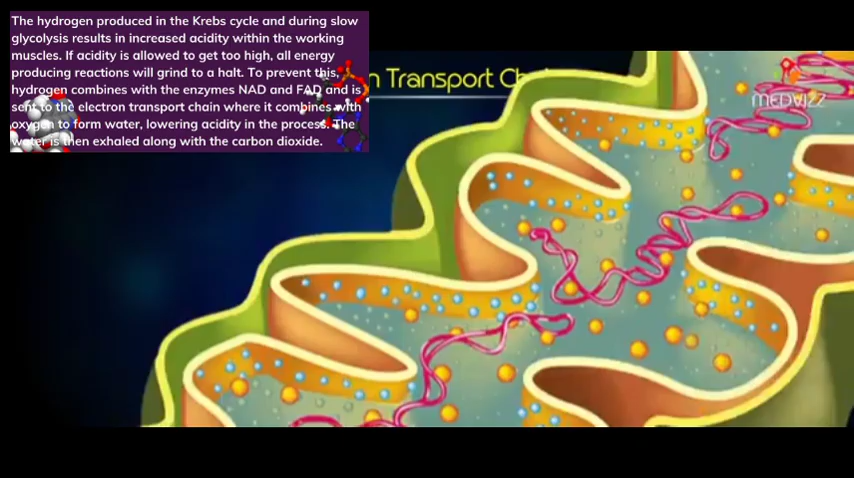 The hydrogen produced in the Krebs cycle and during slow
glycolysis results in increased acidity within the working
muscles. If acidity is allowed to get too high, all energy
producing reactions will grind to a halt. To prevent this,
hydrogen combines with the enzymes NAD and FAD and is
sent to the electron transport chain where it combines with
oxygen to form water, lowering acidity in the process. The
water is then exhaled along with the carbon dioxide.
Transport
MEDVIZZ